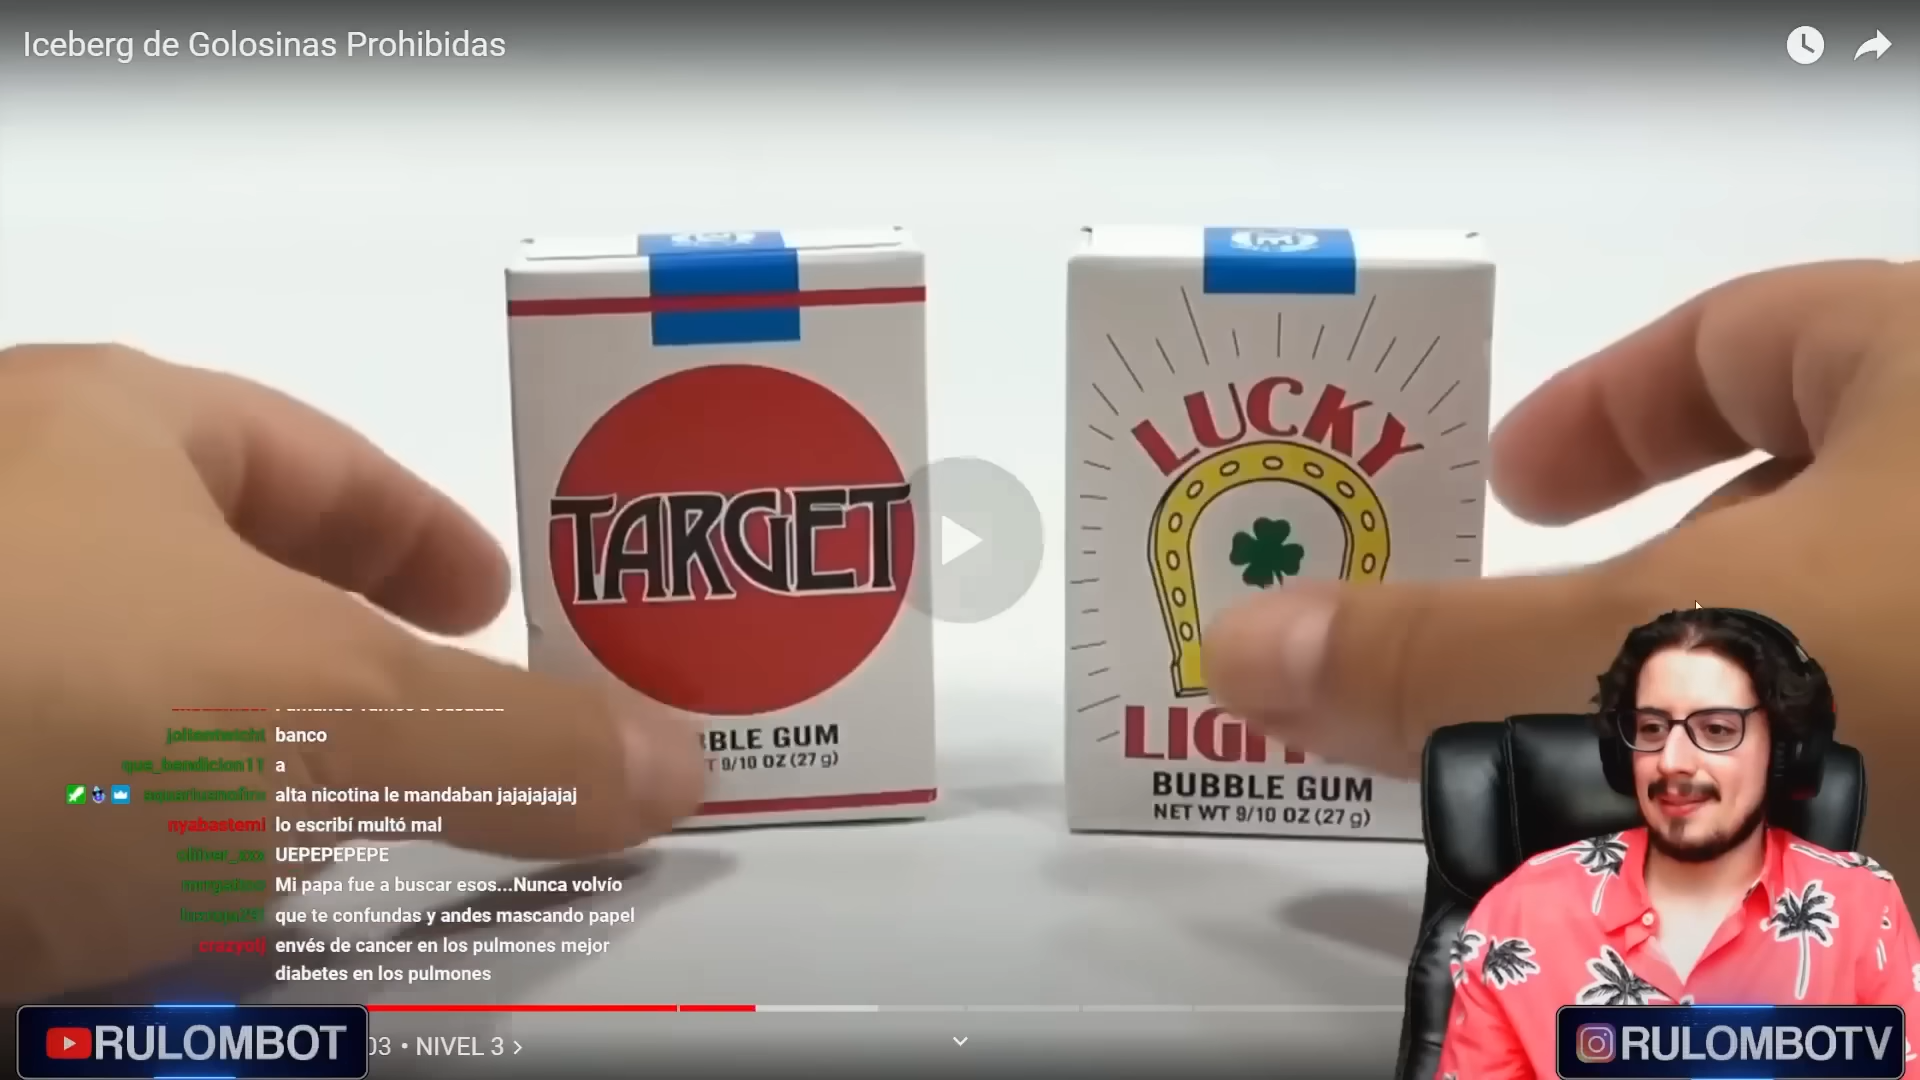 Iceberg de Golosinas Prohibidas
TARGET
BLE GUM
9/10 OZ (27 g)
LUCKY
BUBBLE GUM
NET WT 9/10 OZ (27 g)
banco
que_bendicion11 a
alta nicotina le mandaban jajajajajaj
nyabastemi lo escribí multó mal
UEPEPEPEPE
Mi papa fue a buscar esos...Nunca volvío
que te confundas y andes mascando papel
envés de cancer en los pulmones mejor
diabetes en los pulmones
RULOMBOT
03 • NIVEL 3 >
RULOMBOTV